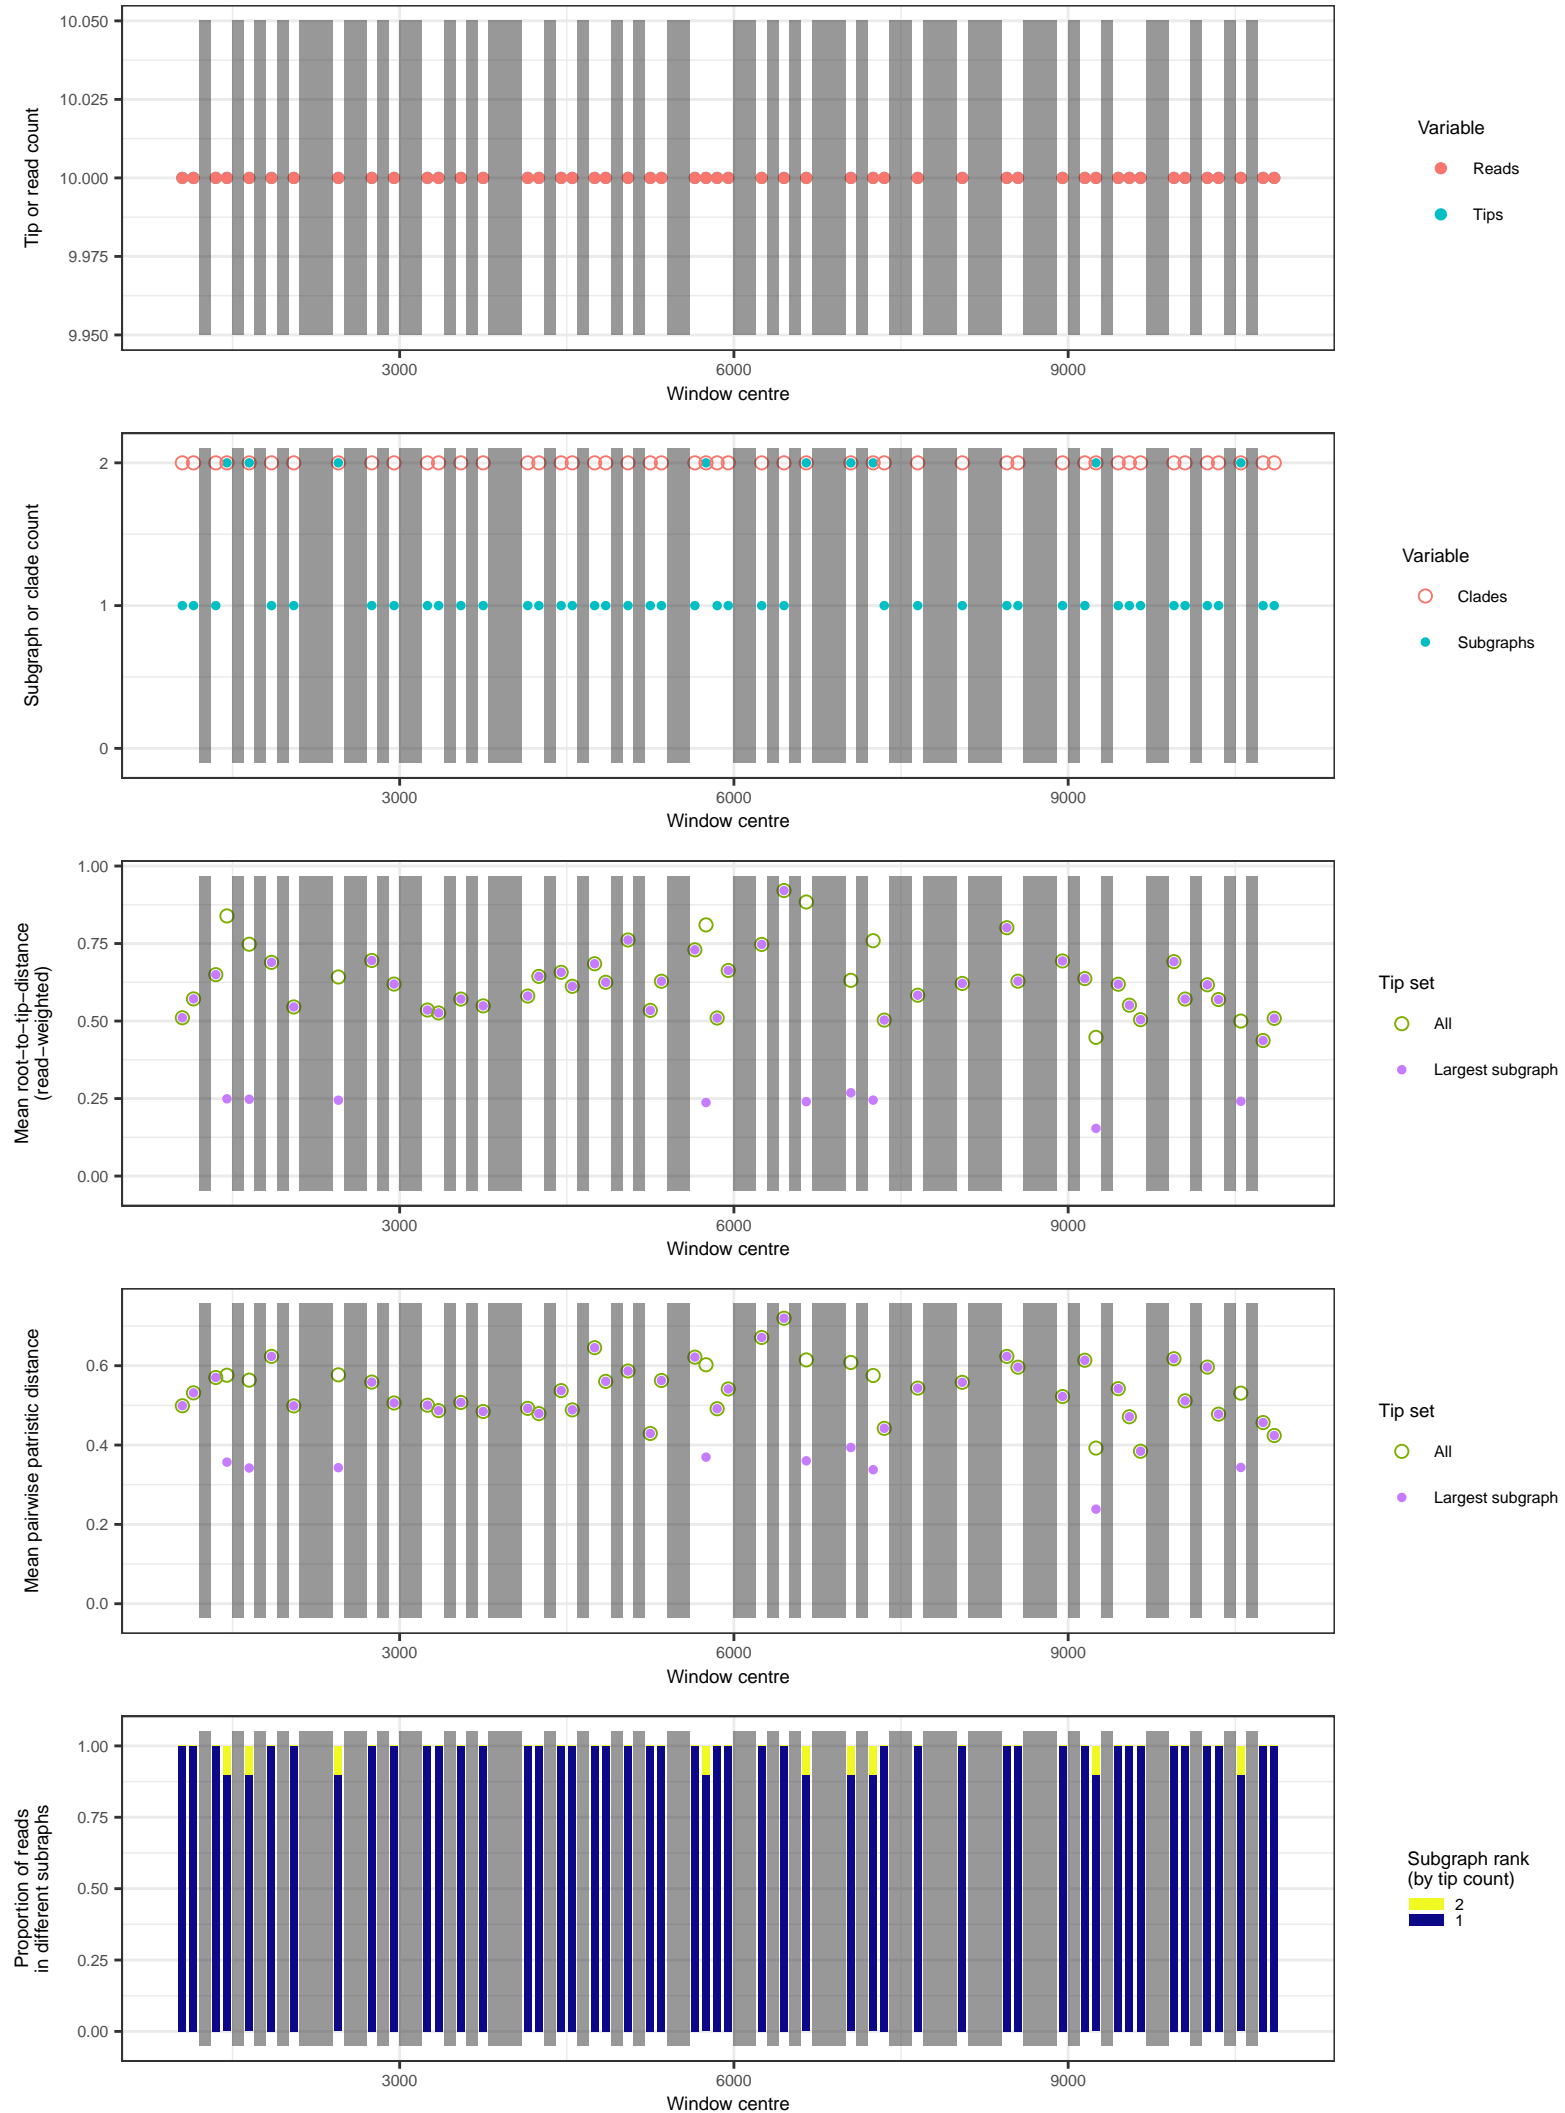 10.050
10.025
10.000
9.975
9.950
Tip or read count
3000
6000
9000
Window centre
Variable
Reads
Tips
2
1
0
Subgraph or clade count
3000
6000
9000
Window centre
Variable
Clades
Subgraphs
1.00
0.75
0.50
0.25
0.00
Mean root−to−tip−distance
(read−weighted)
3000
6000
9000
Window centre
Tip set
All
Largest subgraph
0.6
0.4
0.2
0.0
Mean pairwise patristic distance
3000
6000
9000
Window centre
Tip set
All
Largest subgraph
1.00
0.75
0.50
0.25
0.00
Proportion of reads
in different subraphs
3000
6000
9000
Window centre
Subgraph rank
(by tip count)
2
1